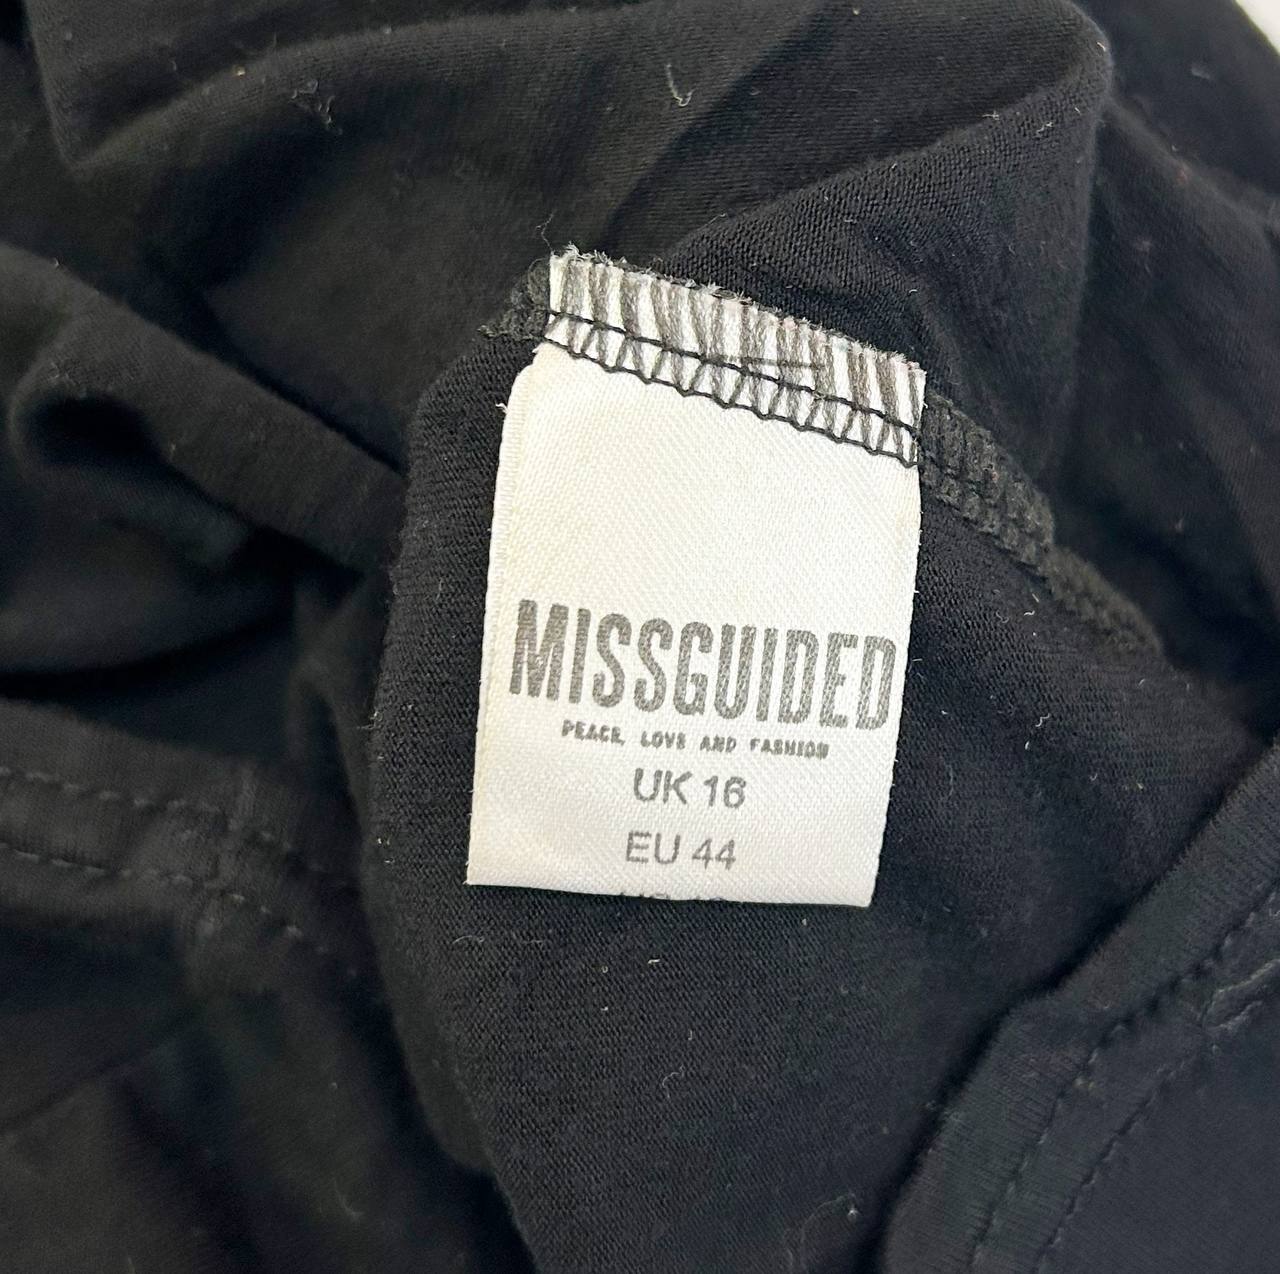 MISSGUIDED
PEACE, LOVE AND FASHION
UK 16
EU 44